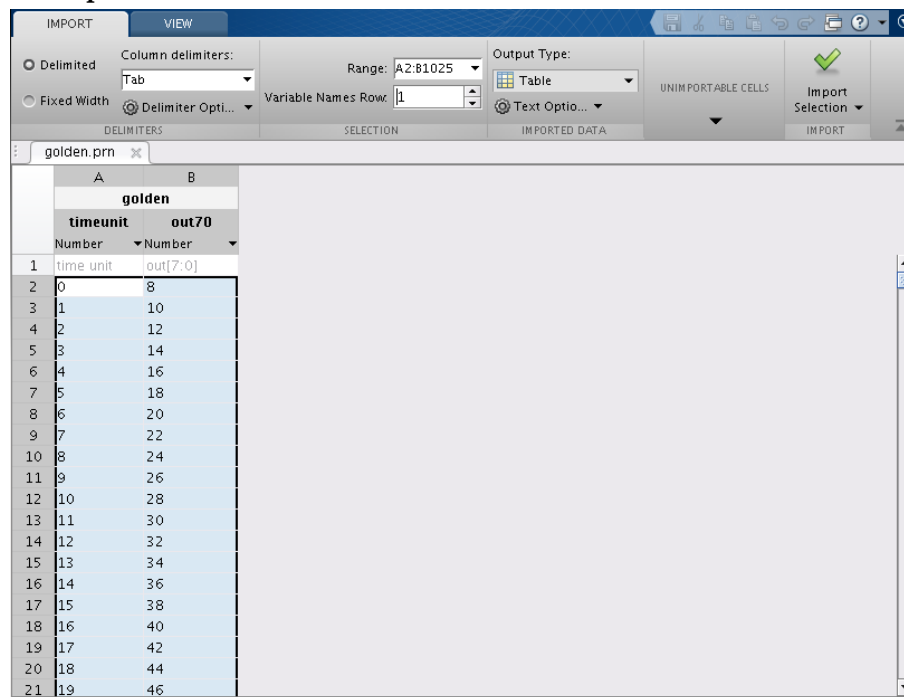 IMPORT VIEW
Delimited Column delimiters: Range: A2:B1025 Output Type:
Tab Table UNIMPORTABLE CELLS Import
Fixed Width Delimiter Opti... Variable Names Row: 1 Text Optio... Selection
DELIMITERS SELECTION IMPORTED DATA IMPORT
golden.prn
A B
golden
timeunit out70
Number Number
1 time unit out[7:0]
2 0 8
3 1 10
4 2 12
5 3 14
6 4 16
7 5 18
8 6 20
9 7 22
10 8 24
11 9 26
12 10 28
13 11 30
14 12 32
15 13 34
16 14 36
17 15 38
18 16 40
19 17 42
20 18 44
21 19 46